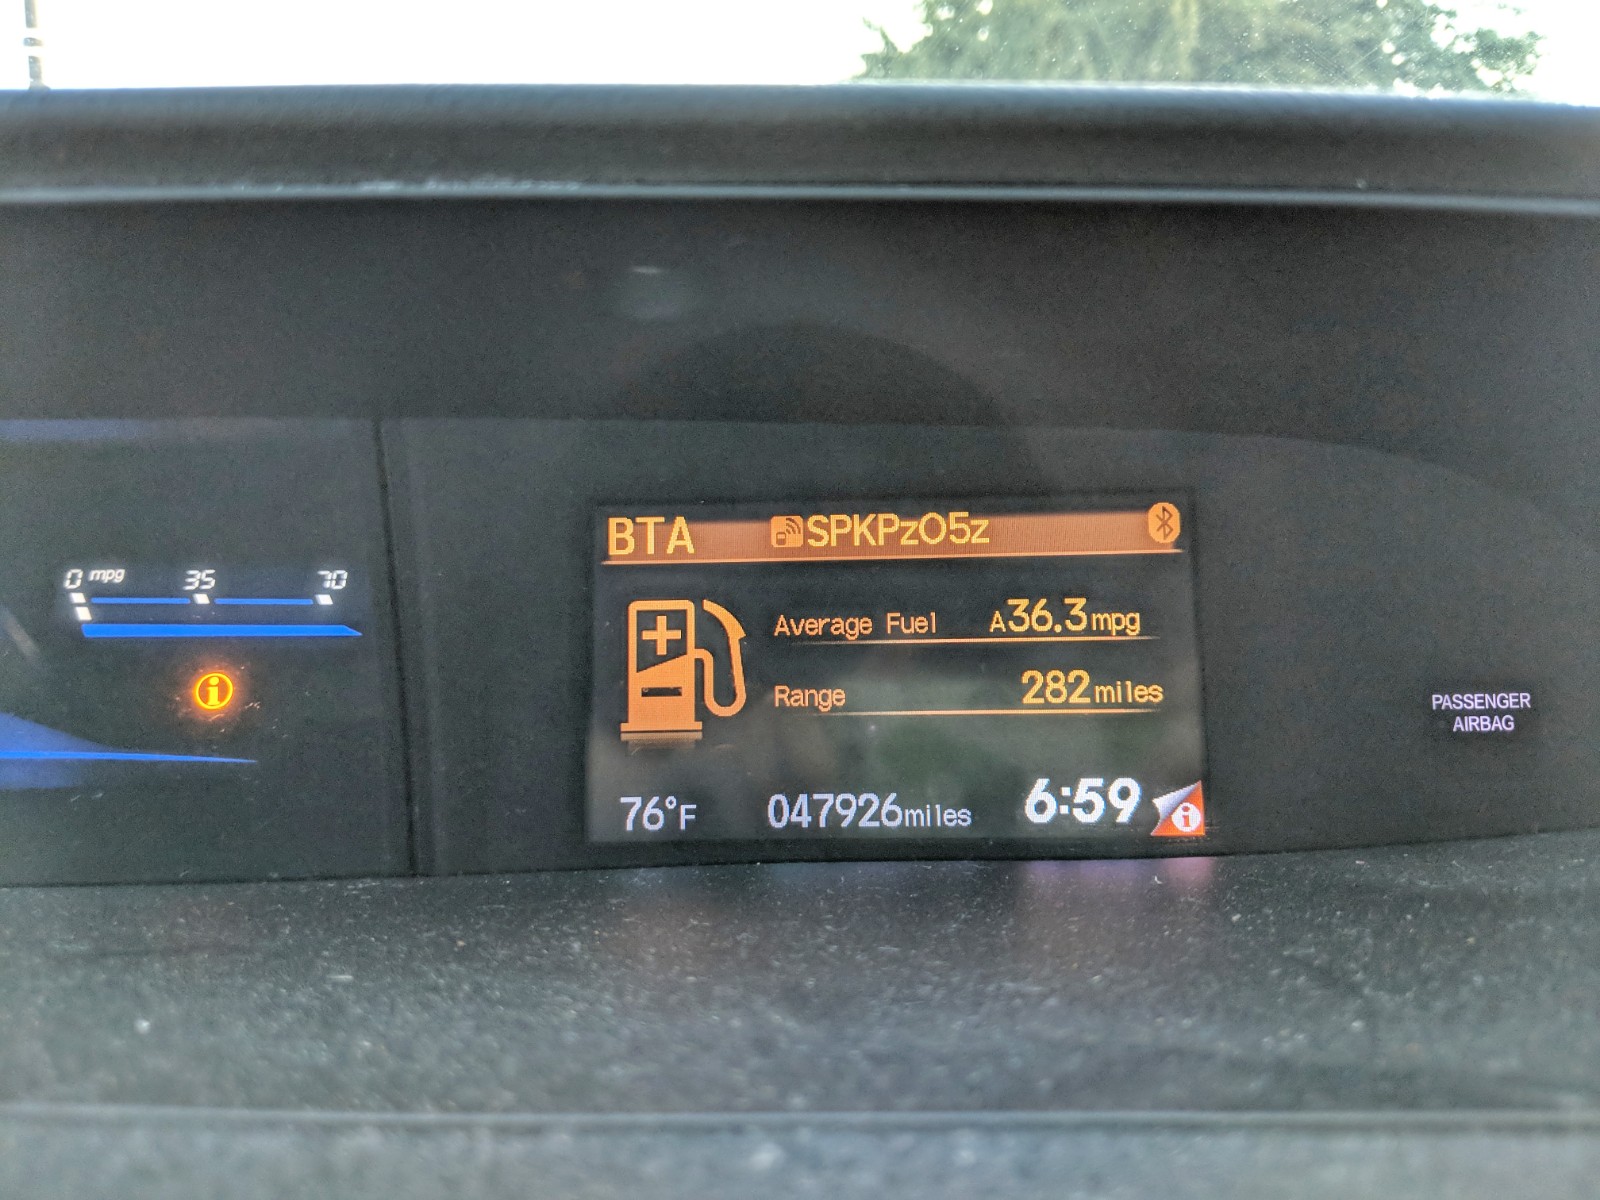 0 mpg 35 70
BTA SPKPzO5z
Average Fuel A36.3mpg
Range 282miles
76°F 047926miles 6:59
PASSENGER
AIRBAG